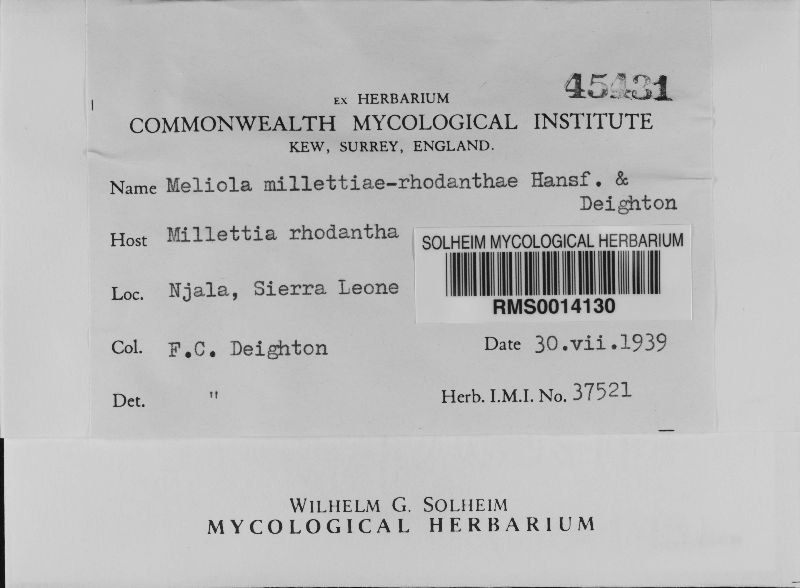 45431
EX HERBARIUM
COMMONWEALTH MYCOLOGICAL INSTITUTE
KEW, SURREY, ENGLAND.
Name Meliola millettiae-rhodanthae Hansf. &
Deighton
Host Millettia rhodantha
SOLHEIM MYCOLOGICAL HERBARIUM
Loc. Njala, Sierra Leone
RMS0014130
Col. F.C. Deighton Date 30.vii.1939
Det. " Herb. I.M.I. No. 37521
WILHELM G. SOLHEIM
MYCOLOGICAL HERBARIUM